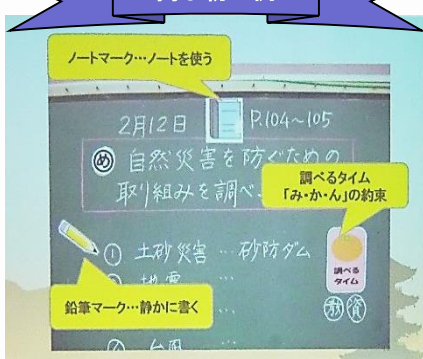 ノートマーク…ノートを使う
2月12日 P.104~105
め 自然災害を防ぐための
取り組みを調べ
調べるタイム
「み・か・ん」の約束
① 土砂災害…砂防ダム
調べる
タイム
地震 …
教 資
鉛筆マーク…静かに書く
台風